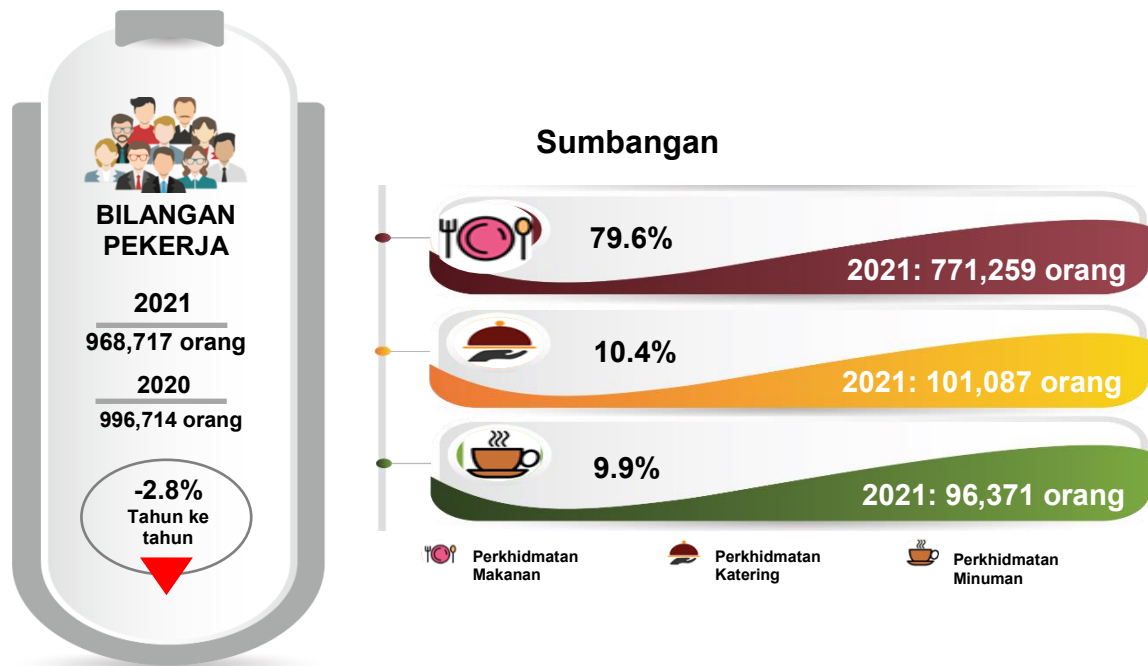 BILANGAN
PEKERJA
2021
968,717 orang
2020
996,714 orang
-2.8%
Tahun ke
tahun
Sumbangan
79.6%
2021: 771,259 orang
10.4%
2021: 101,087 orang
9.9%
2021: 96,371 orang
Perkhidmatan
Makanan
Perkhidmatan
Katering
Perkhidmatan
Minuman